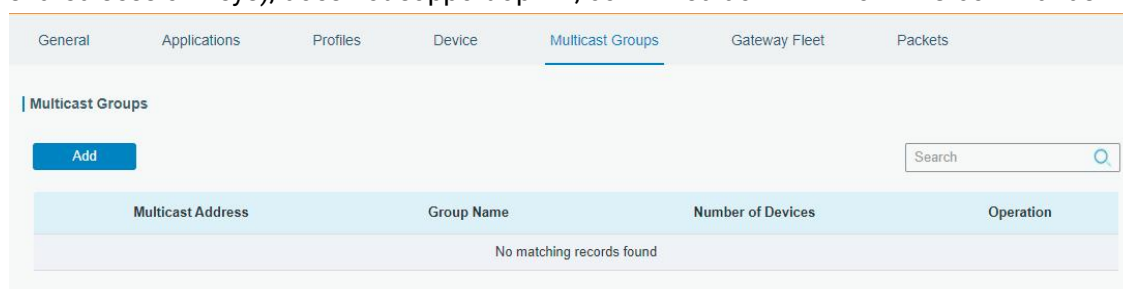 General Applications Profiles Device Multicast Groups Gateway Fleet Packets
Multicast Groups
Add Search
Multicast Address Group Name Number of Devices Operation
No matching records found